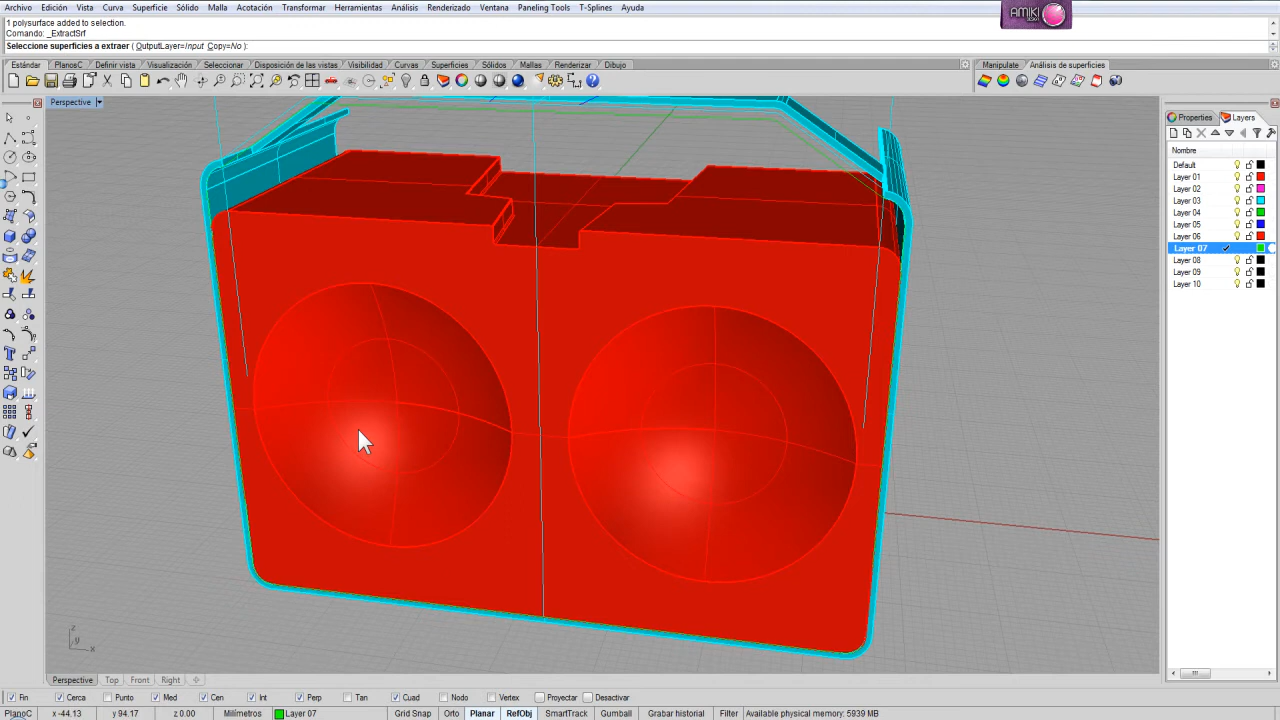 Archivo Edición Vista Curva Superficie Sólido Malla Acotación Transformar Herramientas Análisis Renderizado Ventana Paneling Tools T-Splines Ayuda
AMIKI
1 polysurface added to selection.
Comando: _ExtractSrf
Seleccione superficies a extraer ( OutputLayer=Input Copy=No ):
Estándar PlanosC Definir vista Visualización Seleccionar Disposición de las vistas Visibilidad Curvas Superficies Sólidos Mallas Renderizar Dibujo Manipulate Análisis de superficies
Perspective
Properties Layers
Nombre
Default
Layer 01
Layer 02
Layer 03
Layer 04
Layer 05
Layer 06
Layer 07
Layer 08
Layer 09
Layer 10
z
y
x
Perspective Top Front Right
Fin Cerca Punto Med Cen Int Perp Tan Cuad Nodo Vertex Proyectar Desactivar
PlanoC x -44.13 y 94.17 z 0.00 Milímetros Layer 07 Grid Snap Orto Planar RefObj SmartTrack Gumball Grabar historial Filter Available physical memory: 5939 MB